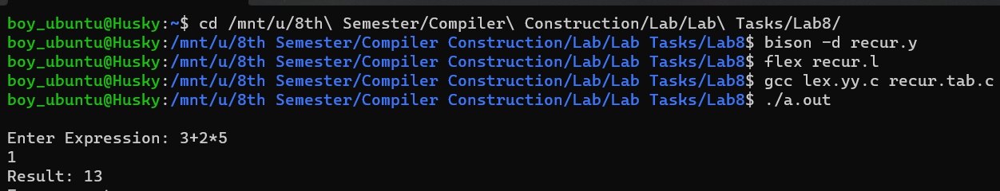 boy_ubuntu@Husky:~$ cd /mnt/u/8th\ Semester/Compiler\ Construction/Lab/Lab\ Tasks/Lab8/
boy_ubuntu@Husky:/mnt/u/8th Semester/Compiler Construction/Lab/Lab Tasks/Lab8$ bison -d recur.y
boy_ubuntu@Husky:/mnt/u/8th Semester/Compiler Construction/Lab/Lab Tasks/Lab8$ flex recur.l
boy_ubuntu@Husky:/mnt/u/8th Semester/Compiler Construction/Lab/Lab Tasks/Lab8$ gcc lex.yy.c recur.tab.c
boy_ubuntu@Husky:/mnt/u/8th Semester/Compiler Construction/Lab/Lab Tasks/Lab8$ ./a.out
Enter Expression: 3+2*5
1
Result: 13